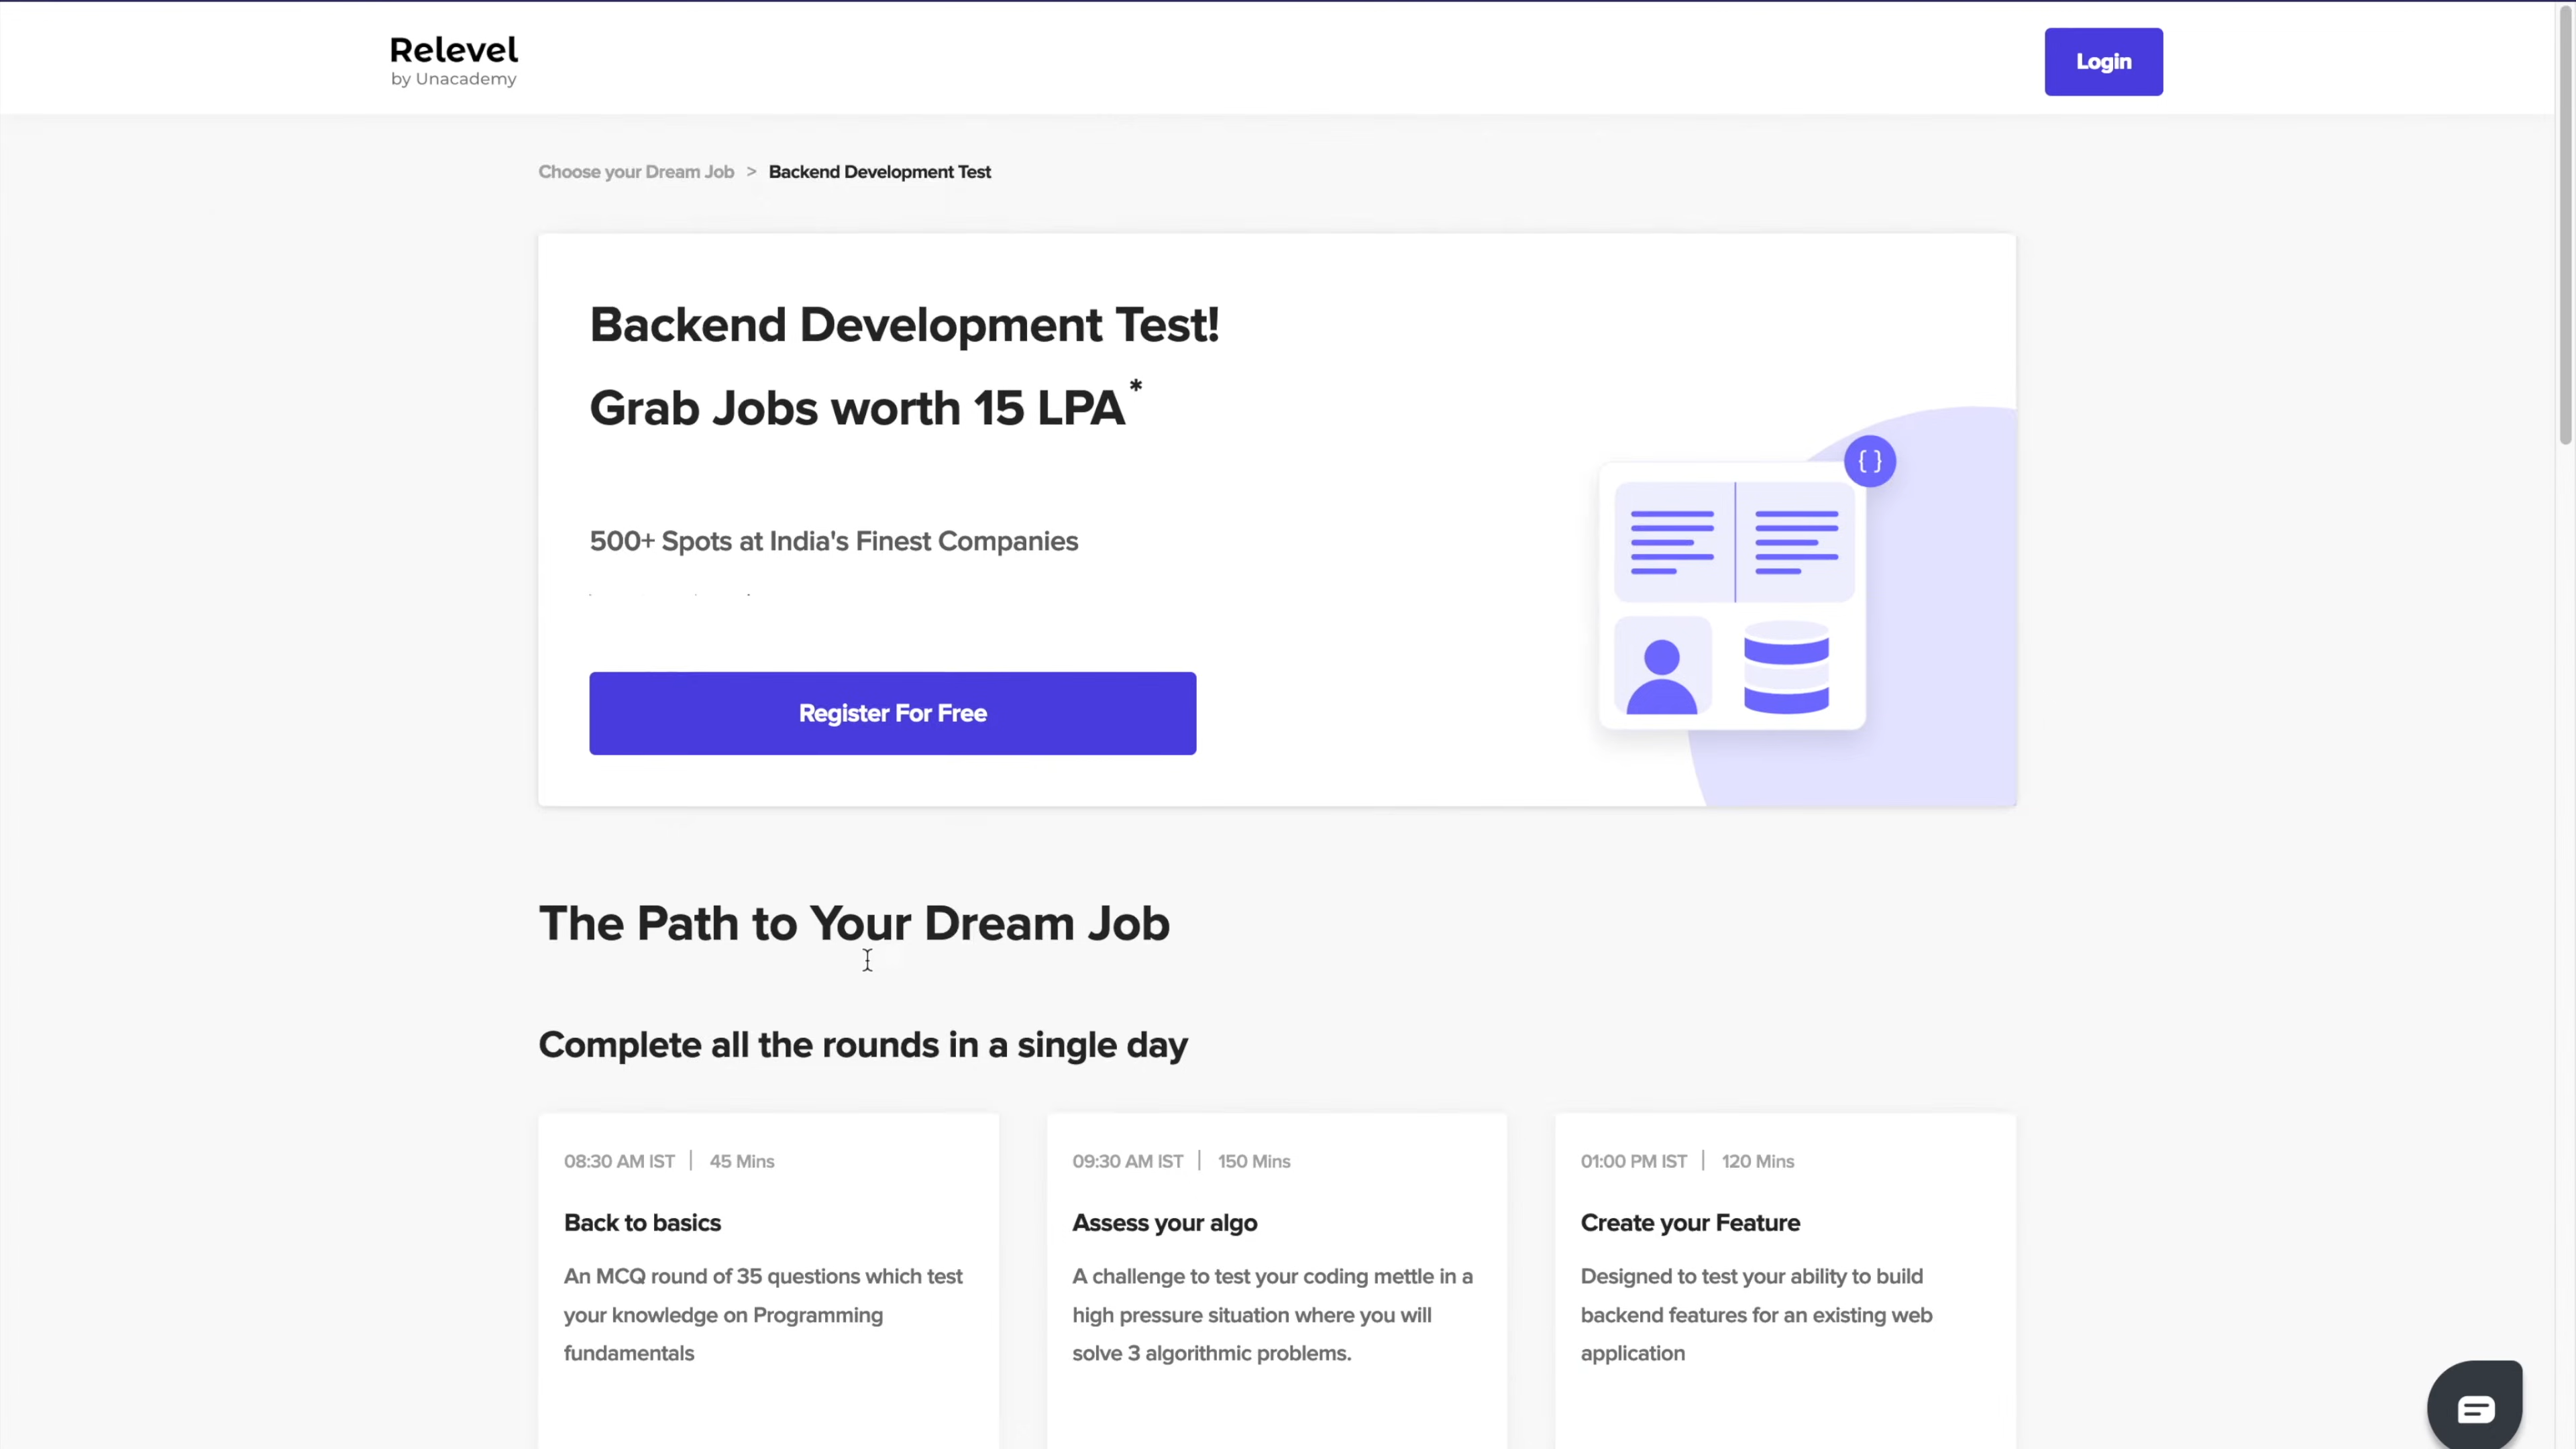 Relevel
by Unacademy
Login
Choose your Dream Job > Backend Development Test
Backend Development Test!
Grab Jobs worth 15 LPA*
{ }
500+ Spots at India's Finest Companies
Register For Free
The Path to Your Dream Job
Complete all the rounds in a single day
08:30 AM IST | 45 Mins
Back to basics
An MCQ round of 35 questions which test
your knowledge on Programming
fundamentals
09:30 AM IST | 150 Mins
Assess your algo
A challenge to test your coding mettle in a
high pressure situation where you will
solve 3 algorithmic problems.
01:00 PM IST | 120 Mins
Create your Feature
Designed to test your ability to build
backend features for an existing web
application